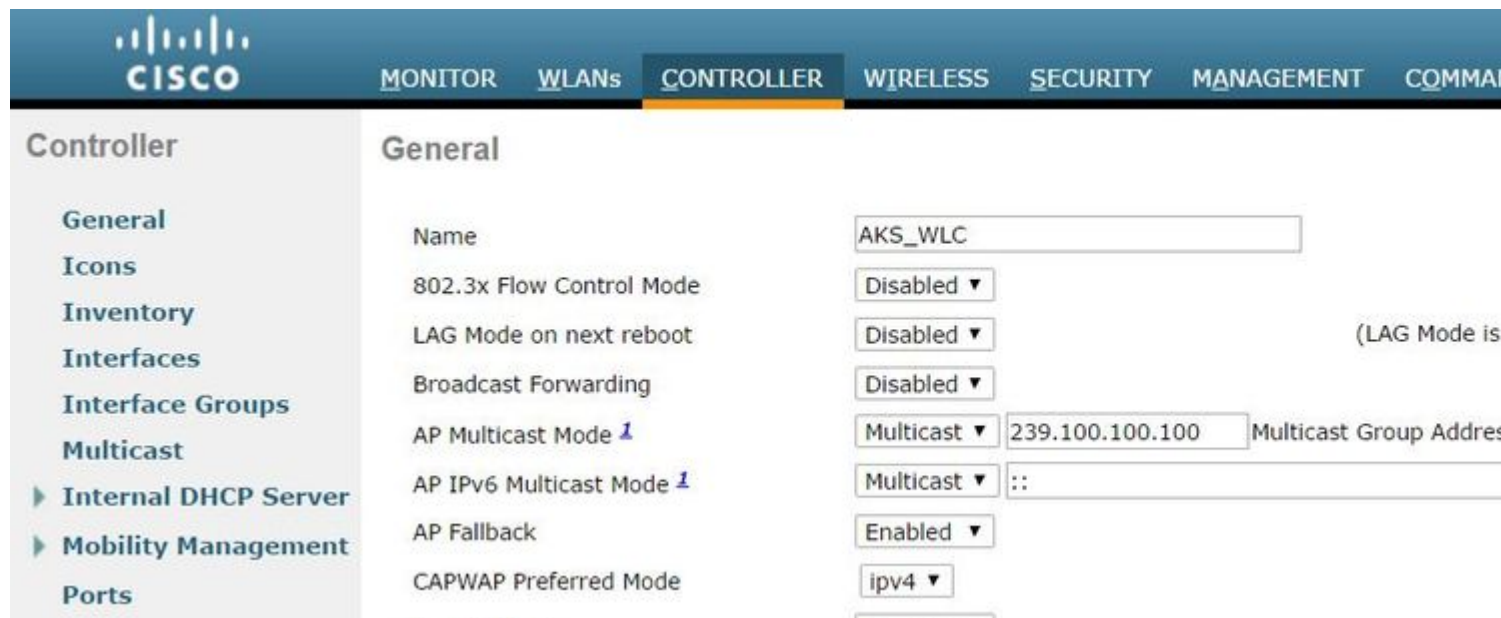 CISCO
MONITOR WLANs CONTROLLER WIRELESS SECURITY MANAGEMENT
Controller
General
Icons
Inventory
Interfaces
Interface Groups
Multicast
Internal DHCP Server
Mobility Management
Ports
General
Name AKS_WLC
802.3x Flow Control Mode Disabled
LAG Mode on next reboot Disabled (LAG Mode is
Broadcast Forwarding Disabled
AP Multicast Mode 1 Multicast 239.100.100.100 Multicast Group
AP IPv6 Multicast Mode 1 Multicast ::
AP Fallback Enabled
CAPWAP Preferred Mode ipv4